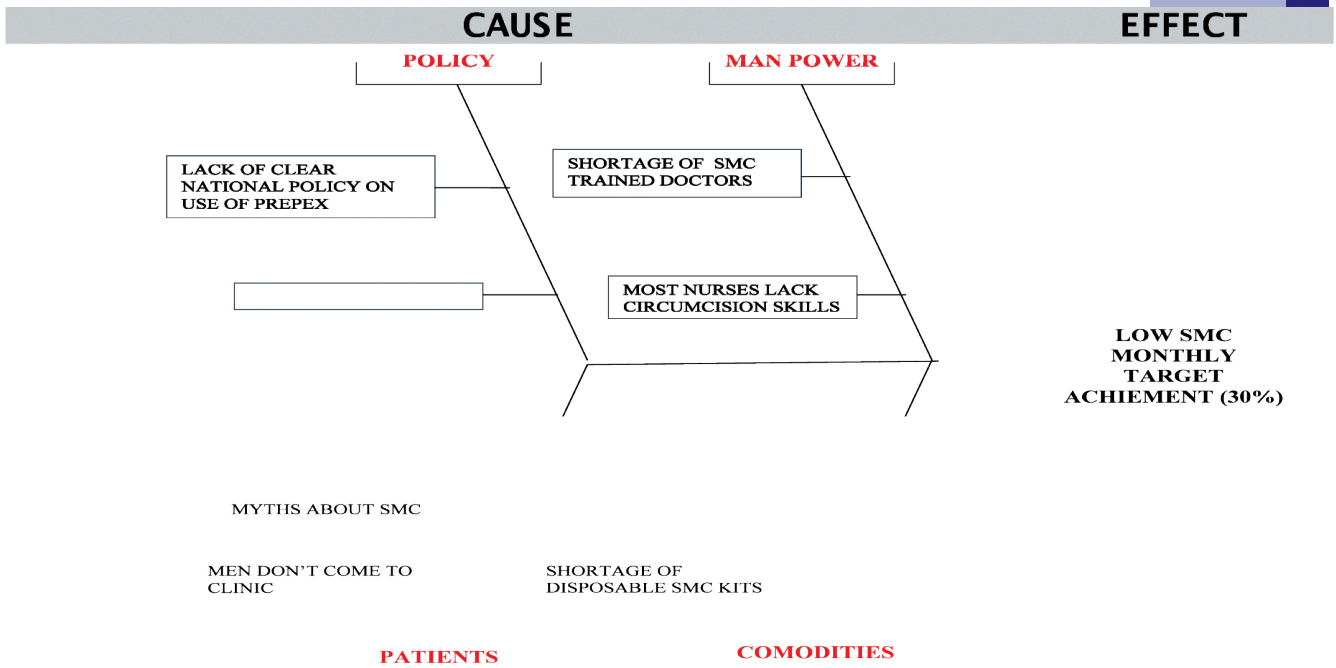 CAUSE
EFFECT
POLICY
MAN POWER
LACK OF CLEAR
NATIONAL POLICY ON
USE OF PREPEX
SHORTAGE OF SMC
TRAINED DOCTORS
MOST NURSES LACK
CIRCUMCISION SKILLS
LOW SMC
MONTHLY
TARGET
ACHIEMENT (30%)
MYTHS ABOUT SMC
MEN DON'T COME TO
CLINIC
SHORTAGE OF
DISPOSABLE SMC KITS
PATIENTS
COMODITIES